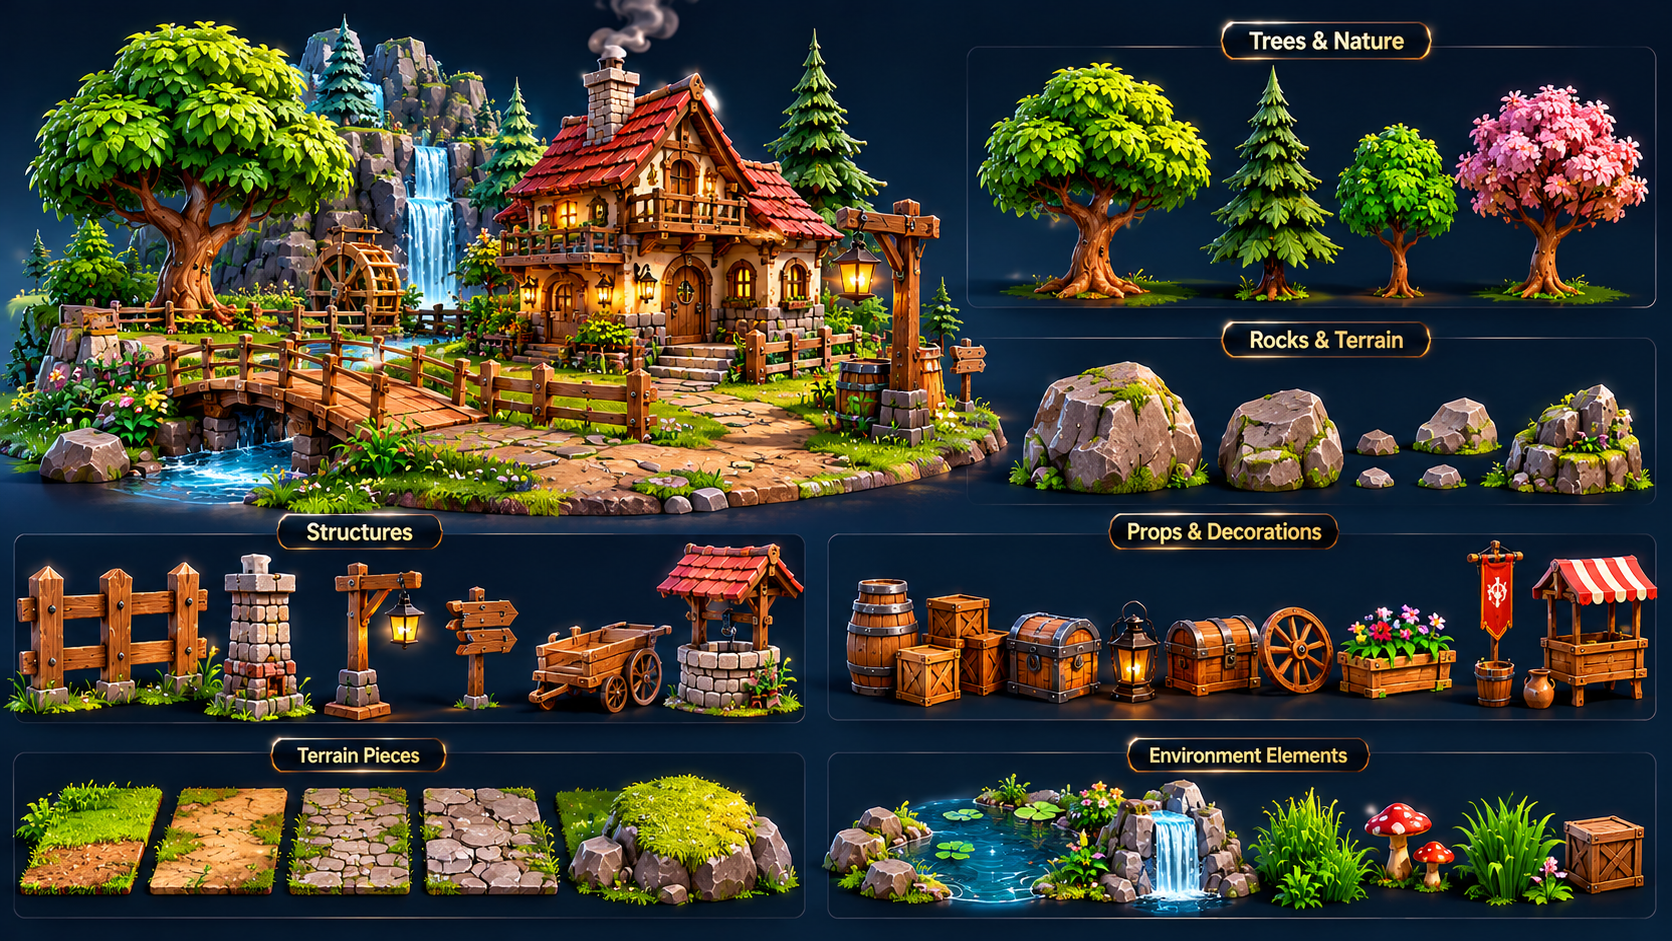 Trees & Nature
Rocks & Terrain
Structures
Props & Decorations
Terrain Pieces
Environment Elements